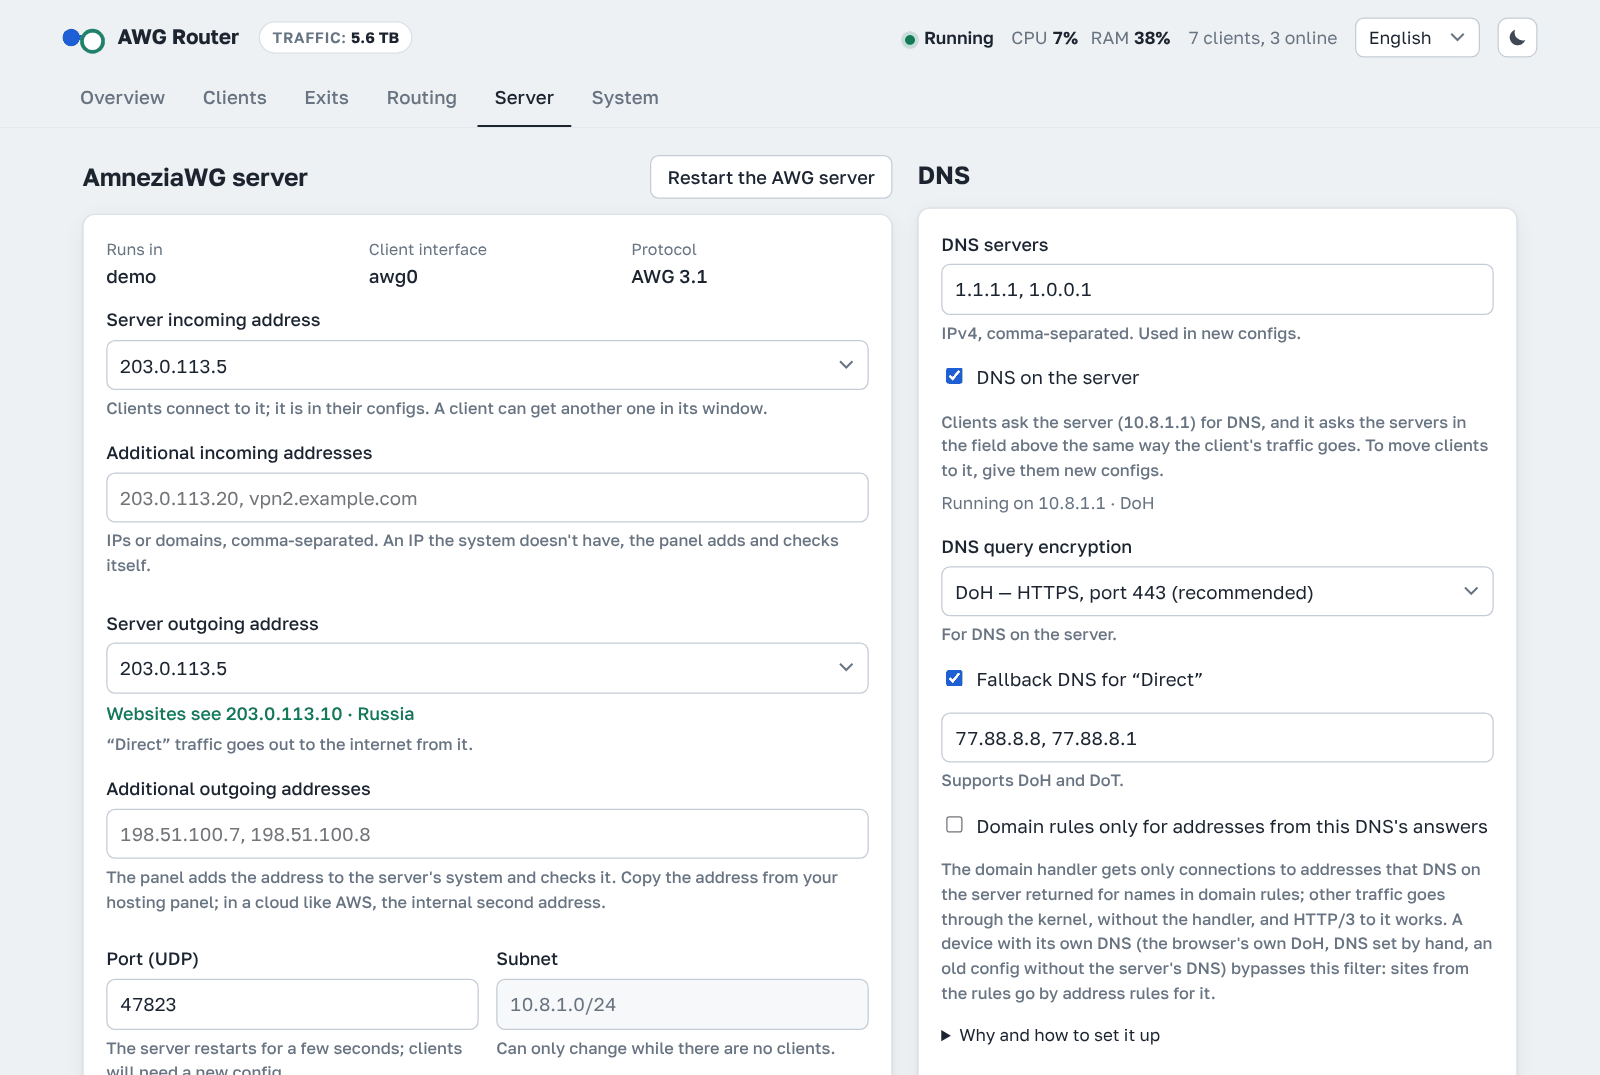 AWG Router
TRAFFIC: 5.6 TB
Running
CPU 7%
RAM 38%
7 clients, 3 online
English
Overview
Clients
Exits
Routing
Server
System
AmneziaWG server
Restart the AWG server
Runs in
demo
Client interface
awg0
Protocol
AWG 3.1
Server incoming address
203.0.113.5
Clients connect to it; it is in their configs. A client can get another one in its window.
Additional incoming addresses
203.0.113.20, vpn2.example.com
IPs or domains, comma-separated. An IP the system doesn't have, the panel adds and checks
itself.
Server outgoing address
203.0.113.5
Websites see 203.0.113.10 · Russia
“Direct” traffic goes out to the internet from it.
Additional outgoing addresses
198.51.100.7, 198.51.100.8
The panel adds the address to the server's system and checks it. Copy the address from your
hosting panel; in a cloud like AWS, the internal second address.
Port (UDP)
47823
The server restarts for a few seconds; clients
will need a new config.
Subnet
10.8.1.0/24
Can only change while there are no clients.
DNS
DNS servers
1.1.1.1, 1.0.0.1
IPv4, comma-separated. Used in new configs.
DNS on the server
Clients ask the server (10.8.1.1) for DNS, and it asks the servers in
the field above the same way the client's traffic goes. To move clients
to it, give them new configs.
Running on 10.8.1.1 · DoH
DNS query encryption
DoH — HTTPS, port 443 (recommended)
For DNS on the server.
Fallback DNS for “Direct”
77.88.8.8, 77.88.8.1
Supports DoH and DoT.
Domain rules only for addresses from this DNS's answers
The domain handler gets only connections to addresses that DNS on
the server returned for names in domain rules; other traffic goes
through the kernel, without the handler, and HTTP/3 to it works. A
device with its own DNS (the browser's own DoH, DNS set by hand, an
old config without the server's DNS) bypasses this filter: sites from
the rules go by address rules for it.
Why and how to set it up